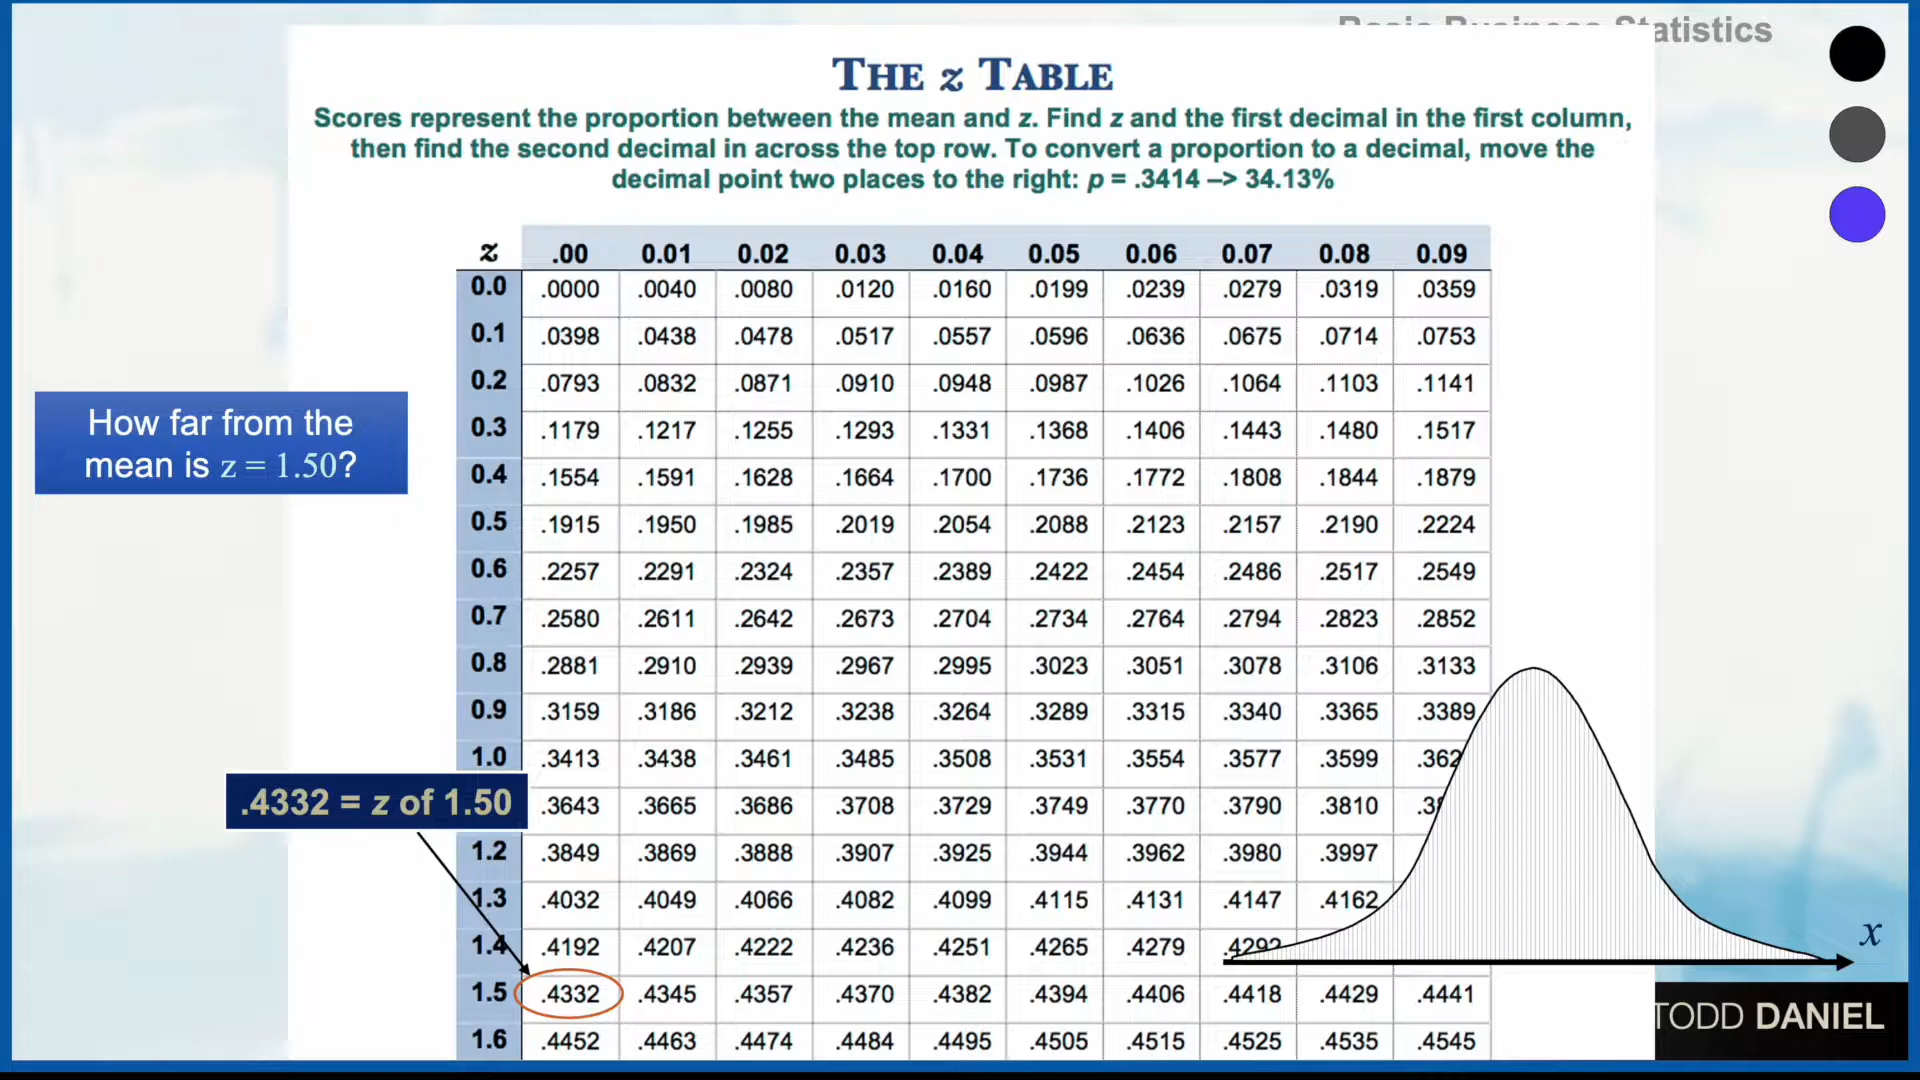 Statistics
THE z TABLE
Scores represent the proportion between the mean and z. Find z and the first decimal in the first column,
then find the second decimal in across the top row. To convert a proportion to a decimal, move the
decimal point two places to the right: p = .3414 –> 34.13%
z .00 0.01 0.02 0.03 0.04 0.05 0.06 0.07 0.08 0.09
0.0 .0000 .0040 .0080 .0120 .0160 .0199 .0239 .0279 .0319 .0359
0.1 .0398 .0438 .0478 .0517 .0557 .0596 .0636 .0675 .0714 .0753
0.2 .0793 .0832 .0871 .0910 .0948 .0987 .1026 .1064 .1103 .1141
How far from the
mean is z = 1.50?
0.3 .1179 .1217 .1255 .1293 .1331 .1368 .1406 .1443 .1480 .1517
0.4 .1554 .1591 .1628 .1664 .1700 .1736 .1772 .1808 .1844 .1879
0.5 .1915 .1950 .1985 .2019 .2054 .2088 .2123 .2157 .2190 .2224
0.6 .2257 .2291 .2324 .2357 .2389 .2422 .2454 .2486 .2517 .2549
0.7 .2580 .2611 .2642 .2673 .2704 .2734 .2764 .2794 .2823 .2852
0.8 .2881 .2910 .2939 .2967 .2995 .3023 .3051 .3078 .3106 .3133
0.9 .3159 .3186 .3212 .3238 .3264 .3289 .3315 .3340 .3365 .3389
1.0 .3413 .3438 .3461 .3485 .3508 .3531 .3554 .3577 .3599
.4332 = z of 1.50
.3643 .3665 .3686 .3708 .3729 .3749 .3770 .3790 .3810
1.2 .3849 .3869 .3888 .3907 .3925 .3944 .3962 .3980 .3997
1.3 .4032 .4049 .4066 .4082 .4099 .4115 .4131 .4147 .4162
1.4 .4192 .4207 .4222 .4236 .4251 .4265 .4279 .4292
x
1.5 .4332 .4345 .4357 .4370 .4382 .4394 .4406 .4418 .4429 .4441
1.6 .4452 .4463 .4474 .4484 .4495 .4505 .4515 .4525 .4535 .4545
TODD DANIEL